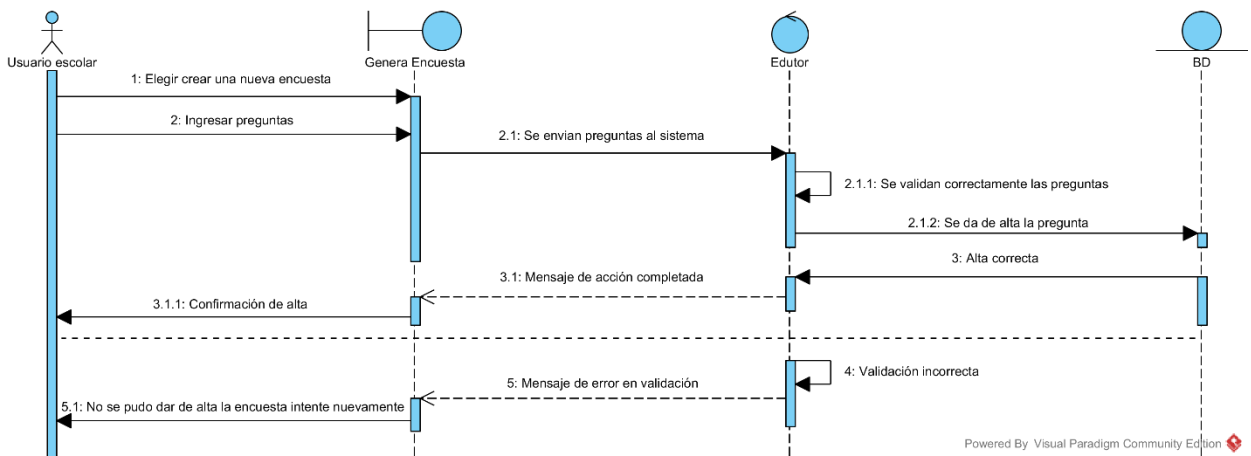 Usuario escolar
Genera Encuesta
Edutor
BD
1: Elegir crear una nueva encuesta
2: Ingresar preguntas
2.1: Se envian preguntas al sistema
2.1.1: Se validan correctamente las preguntas
2.1.2: Se da de alta la pregunta
3: Alta correcta
3.1: Mensaje de acción completada
3.1.1: Confirmación de alta
4: Validación incorrecta
5: Mensaje de error en validación
5.1: No se pudo dar de alta la encuesta intente nuevamente
Powered By Visual Paradigm Community Edition